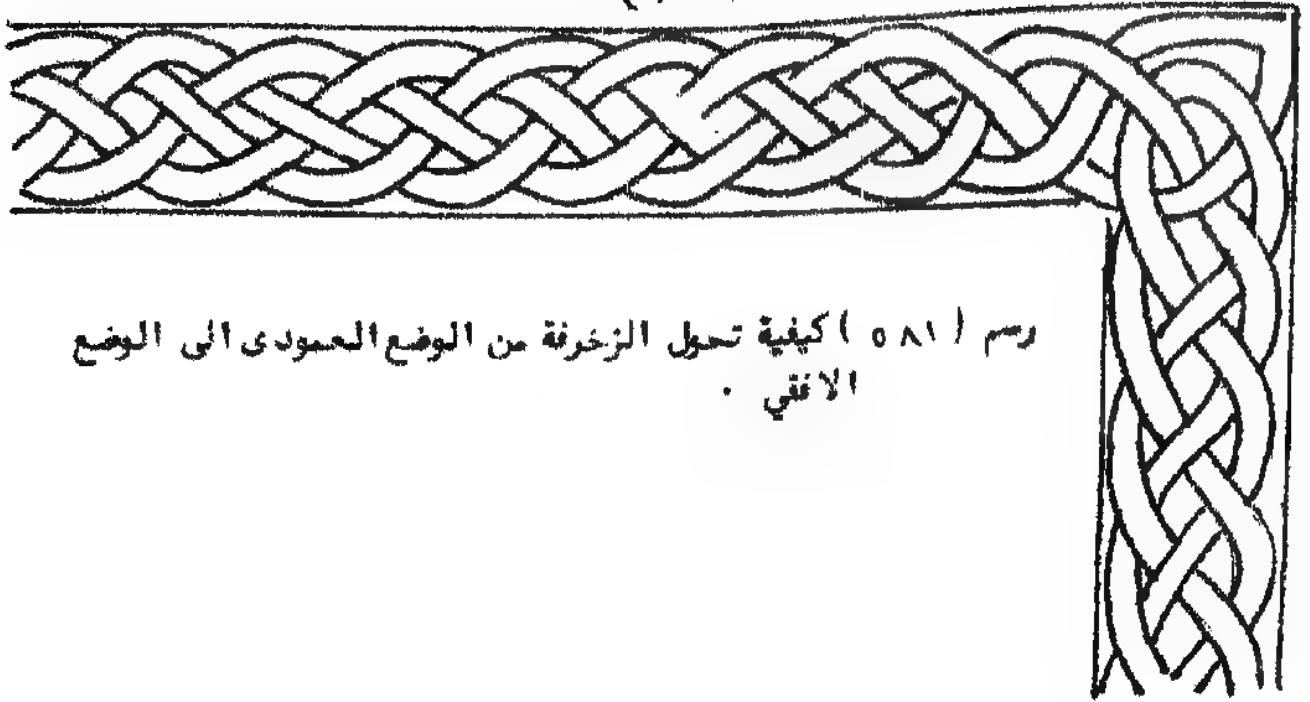 رسم ( ٥٨١ ) كيفية تحول الزخرفة من الوضع العمودى الى الوضع
الافقي .